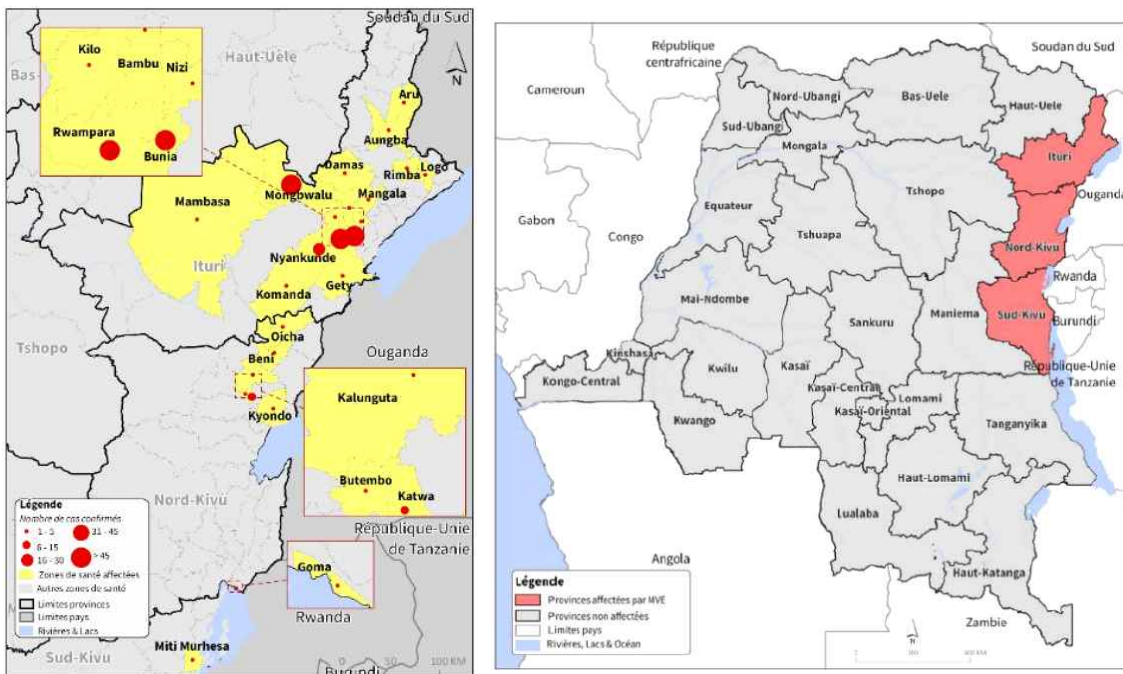 Soudan du Sud
Haut-Uèle
Bas-
N
Kilo
Bambu
Nizi
Rwampara
Bunia
Aru
Aungba
Damas
Logo
Rimba
Mangala
Mongbwalu
Mambasa
Ituri
Nyankunde
Gety
Komanda
Tshopo
Oicha
Beni
Ouganda
Kyondo
Kalunguta
Butembo
Katwa
Nord-Kivu
République-Unie
de Tanzanie
Légende
Nombre de cas confirmés
6 - 15
16 - 30
31 - 45
> 45
Zones de santé affectées
Autres zones de santé
Limites provinces
Limites pays
Rivières & Lacs
Goma
Rwanda
Miti Murhesa
Sud-Kivu
Burundi
0 50 100 KM
République
centrafricaine
Soudan du Sud
Cameroun
Nord-Ubangi
Bas-Uele
Haut-Uele
Sud-Ubangi
Mongala
Ituri
Tshopo
Equateur
Ouganda
Gabon
Congo
Tshuapa
Nord-Kivu
Rwanda
Mai-Ndombe
Maniema
Sud-Kivu
Burundi
Sankuru
Kinshasa
Kongo-Central
Kwilu
Kasaï
République-Unie
de Tanzanie
Kasaï-Central
Lomami
Kasaï-Oriental
Kwango
Tanganyika
Haut-Lomami
Lualaba
Angola
Haut-Katanga
Zambie
Légende
Provinces affectées par MVE
Provinces non affectées
Limites pays
Rivières, Lacs & Océan
N